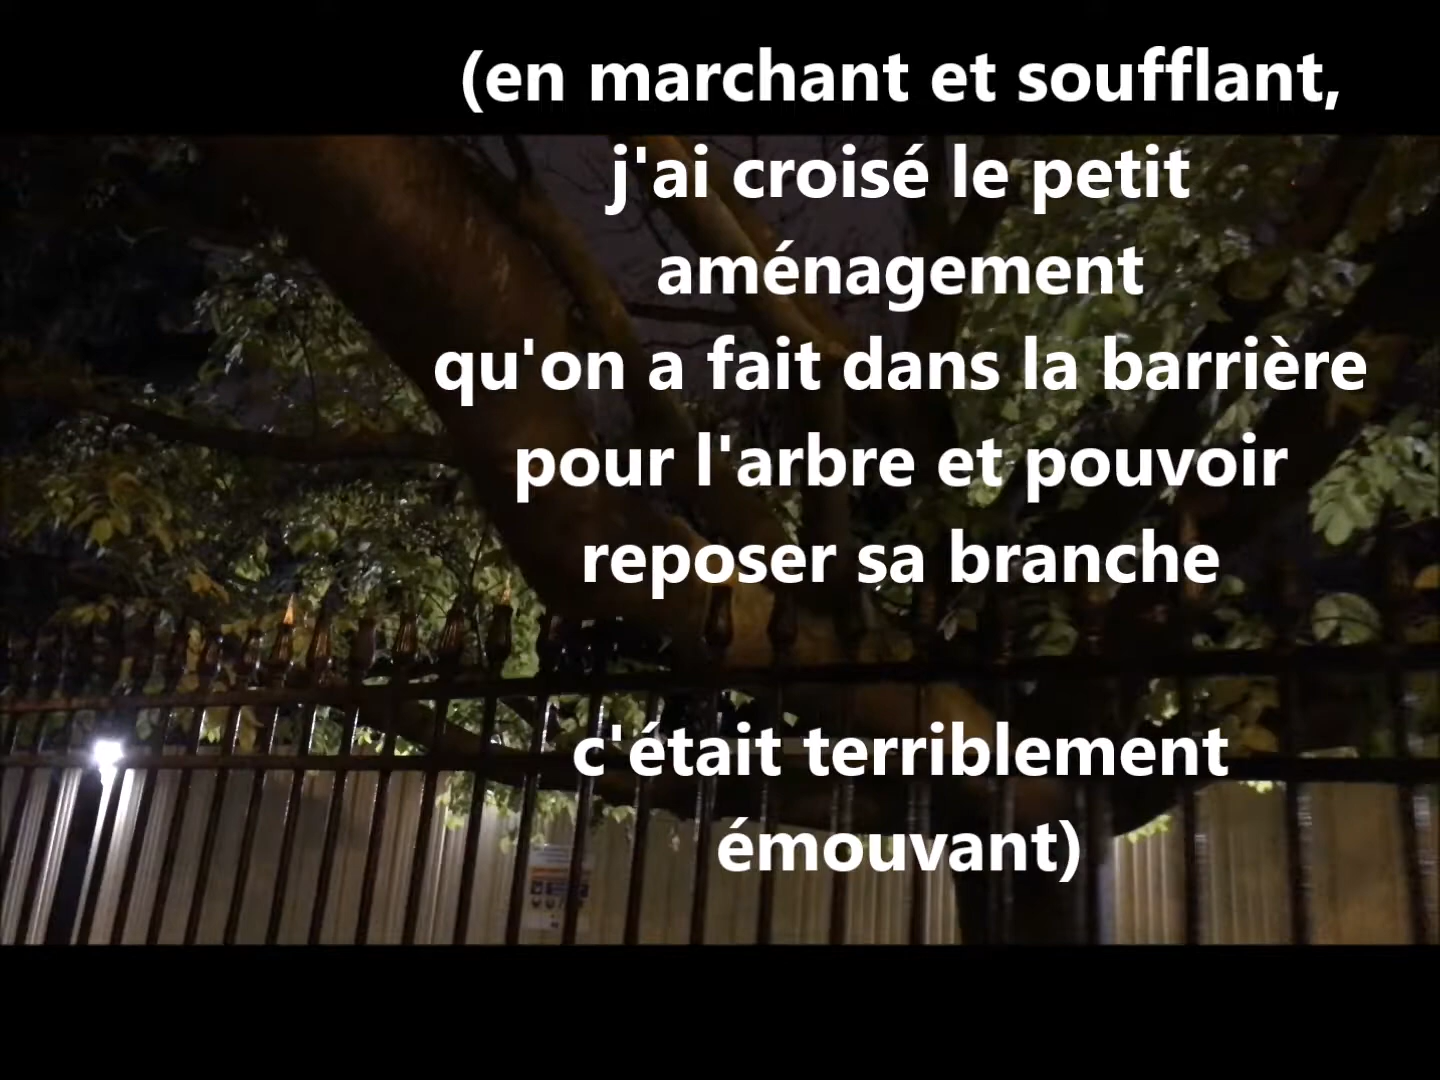 (en marchant et soufflant,
j'ai croisé le petit
aménagement
qu'on a fait dans la barrière
pour l'arbre et pouvoir
reposer sa branche
c'était terriblement
émouvant)